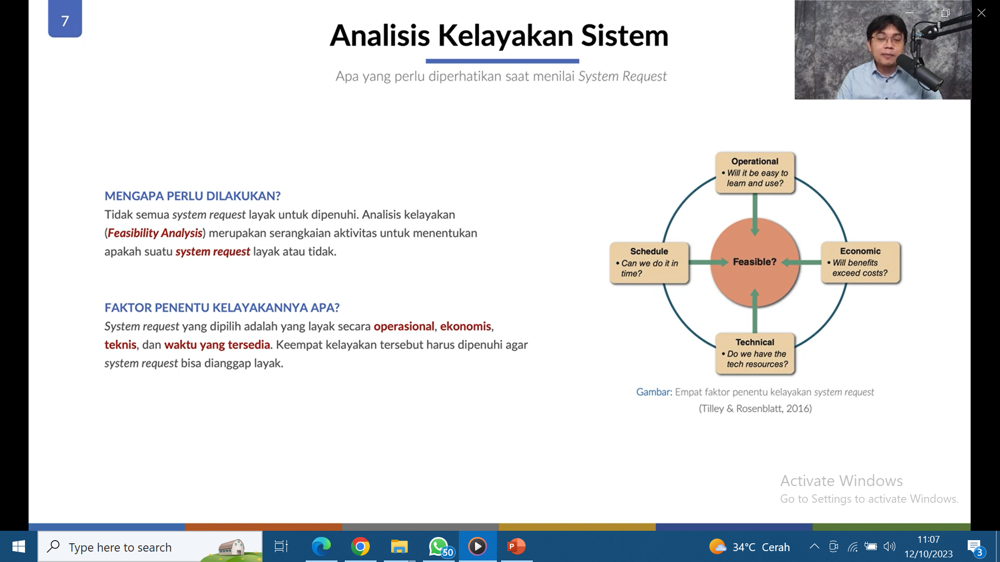 7
Analisis Kelayakan Sistem
Apa yang perlu diperhatikan saat menilai System Request
MENGAPA PERLU DILAKUKAN?
Tidak semua system request layak untuk dipenuhi. Analisis kelayakan
(Feasibility Analysis) merupakan serangkaian aktivitas untuk menentukan
apakah suatu system request layak atau tidak.
FAKTOR PENENTU KELAYAKANNYA APA?
System request yang dipilih adalah yang layak secara operasional, ekonomis,
teknis, dan waktu yang tersedia. Keempat kelayakan tersebut harus dipenuhi agar
system request bisa dianggap layak.
Operational
• Will it be easy to
learn and use?
Schedule
• Can we do it in
time?
Feasible?
Economic
• Will benefits
exceed costs?
Technical
• Do we have the
tech resources?
Gambar: Empat faktor penentu kelayakan system request
(Tilley & Rosenblatt, 2016)
Activate Windows
Go to Settings to activate Windows.
Type here to search
50
P
34°C Cerah
11:07
12/10/2023
3